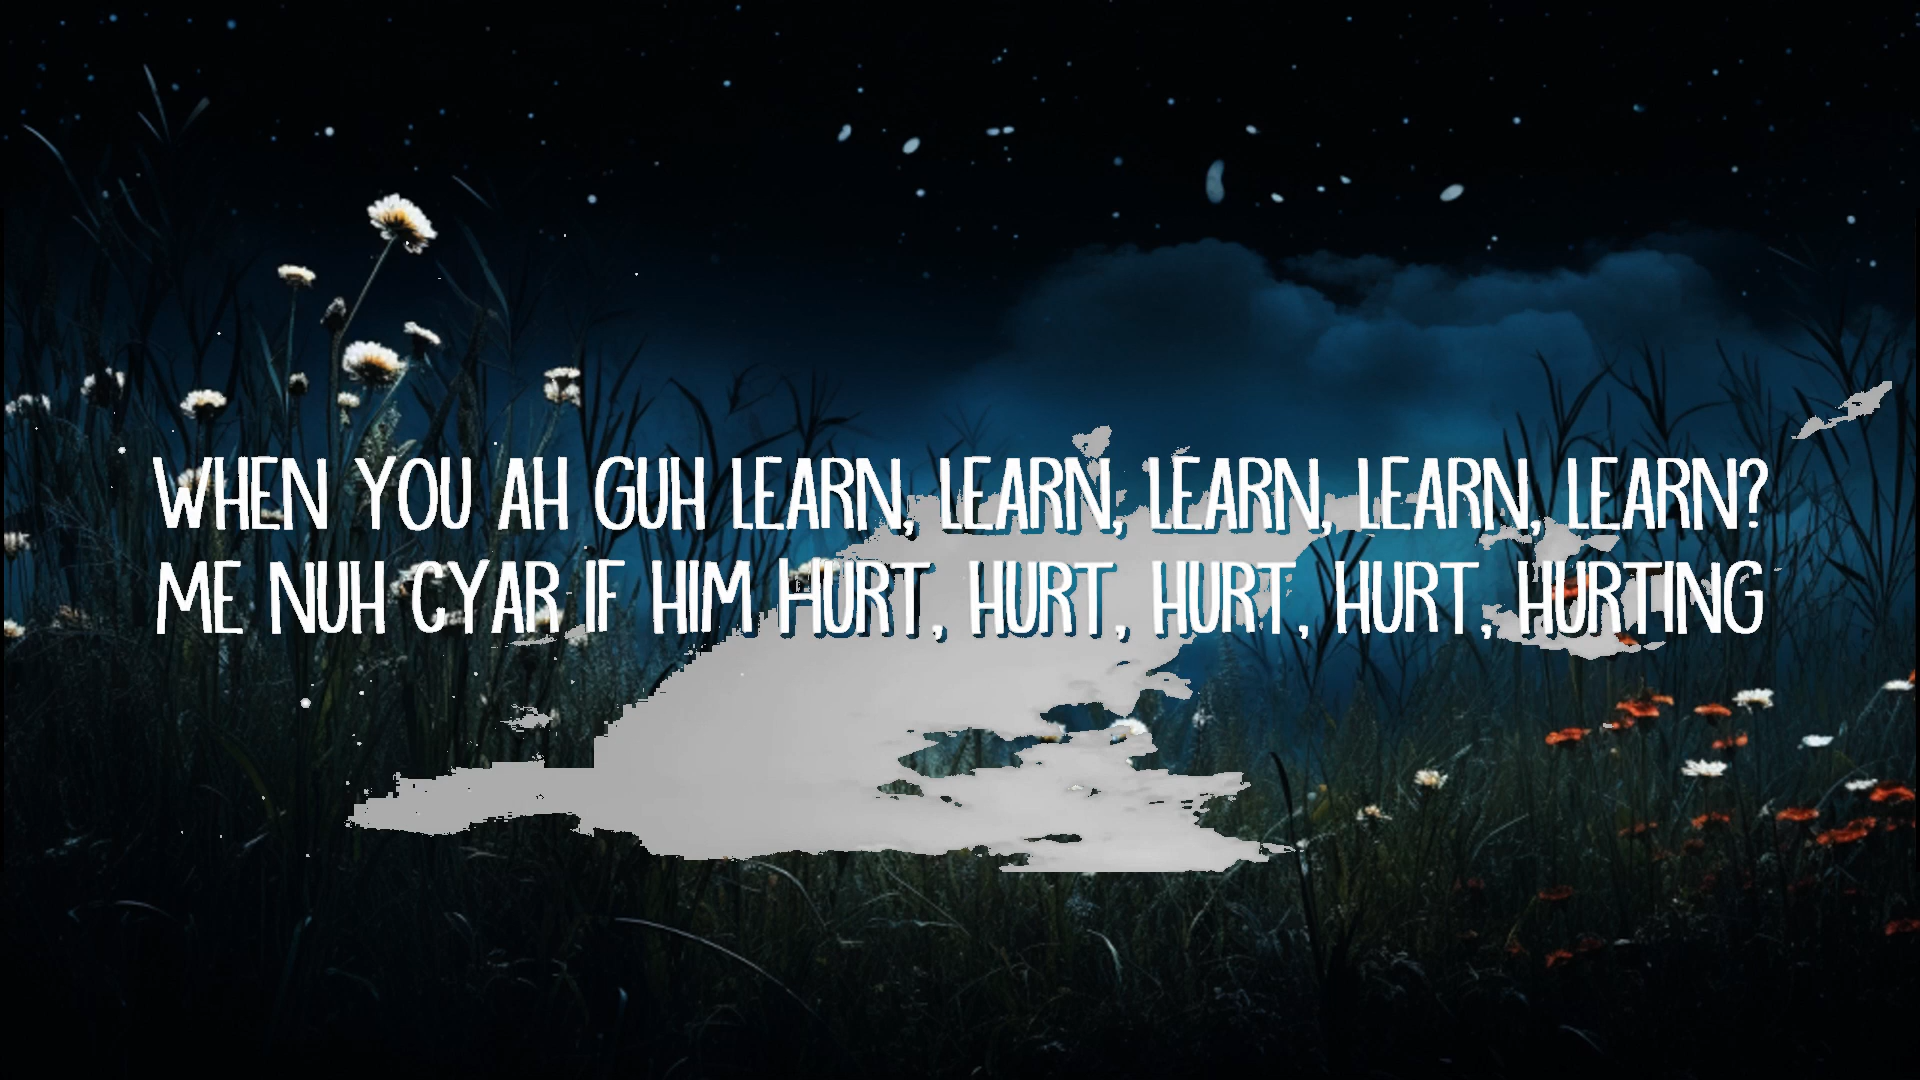 WHEN YOU AH GUH LEARN, LEARN, LEARN, LEARN, LEARN?
ME NUH CYAR IF HIM HURT, HURT, HURT, HURT, HURTING